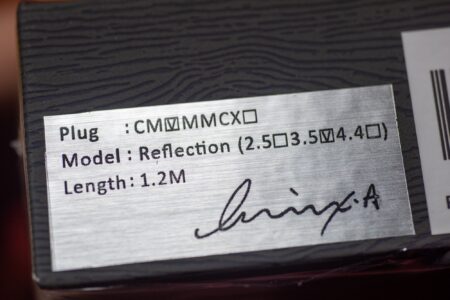 Plug : CM☑MMCX☐
Model : Reflection (2.5☐3.5☑4.4☐)
Length : 1.2M